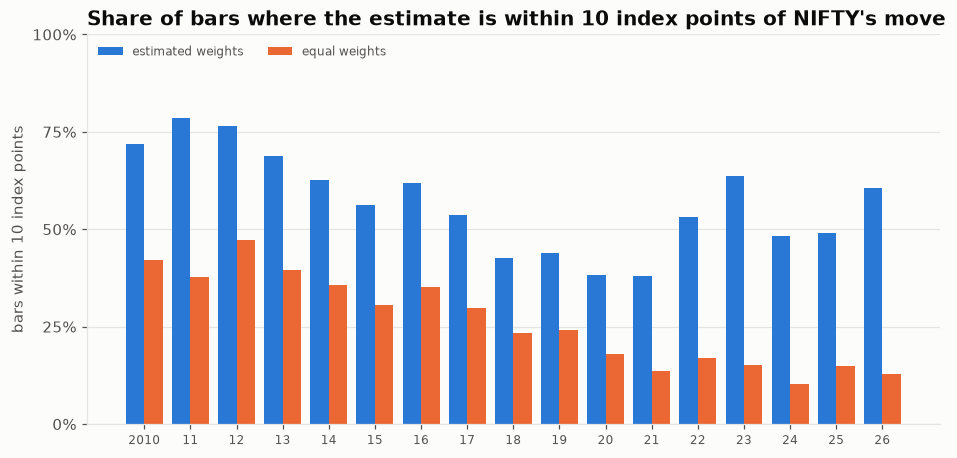 Share of bars where the estimate is within 10 index points of NIFTY's move
100%
estimated weights
equal weights
75%
50%
25%
0%
bars within 10 index points
2010 11 12 13 14 15 16 17 18 19 20 21 22 23 24 25 26